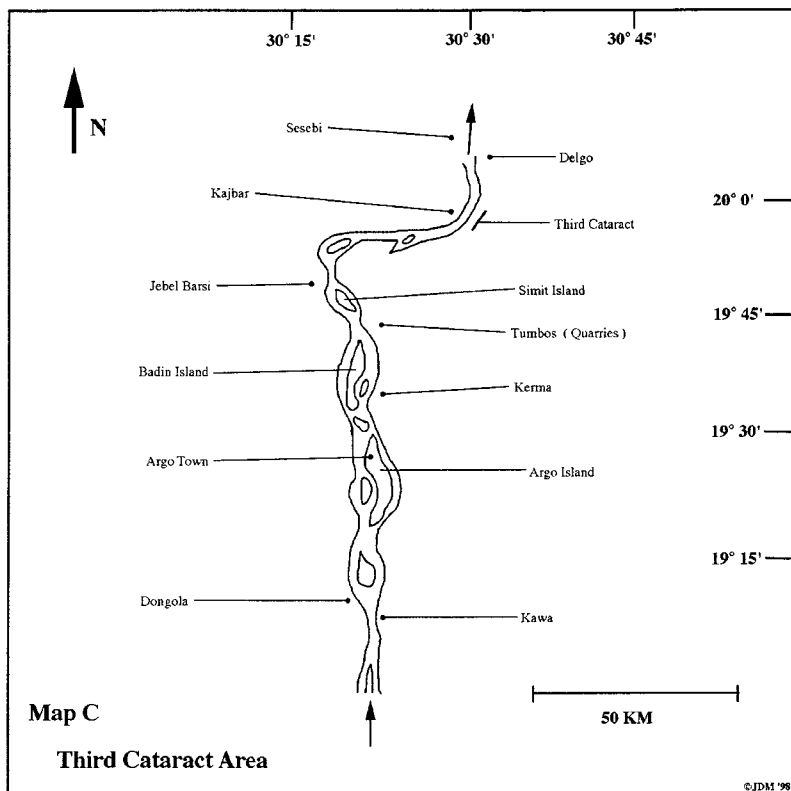 30° 15'
30° 30'
30° 45'
N
Sesebi
Delgo
Kajbar
20° 0'
Third Cataract
Jebel Barsi
Simit Island
19° 45'
Tumbos ( Quarries )
Badin Island
Kerma
19° 30'
Argo Town
Argo Island
19° 15'
Dongola
Kawa
Map C
50 KM
Third Cataract Area
©JDM '98